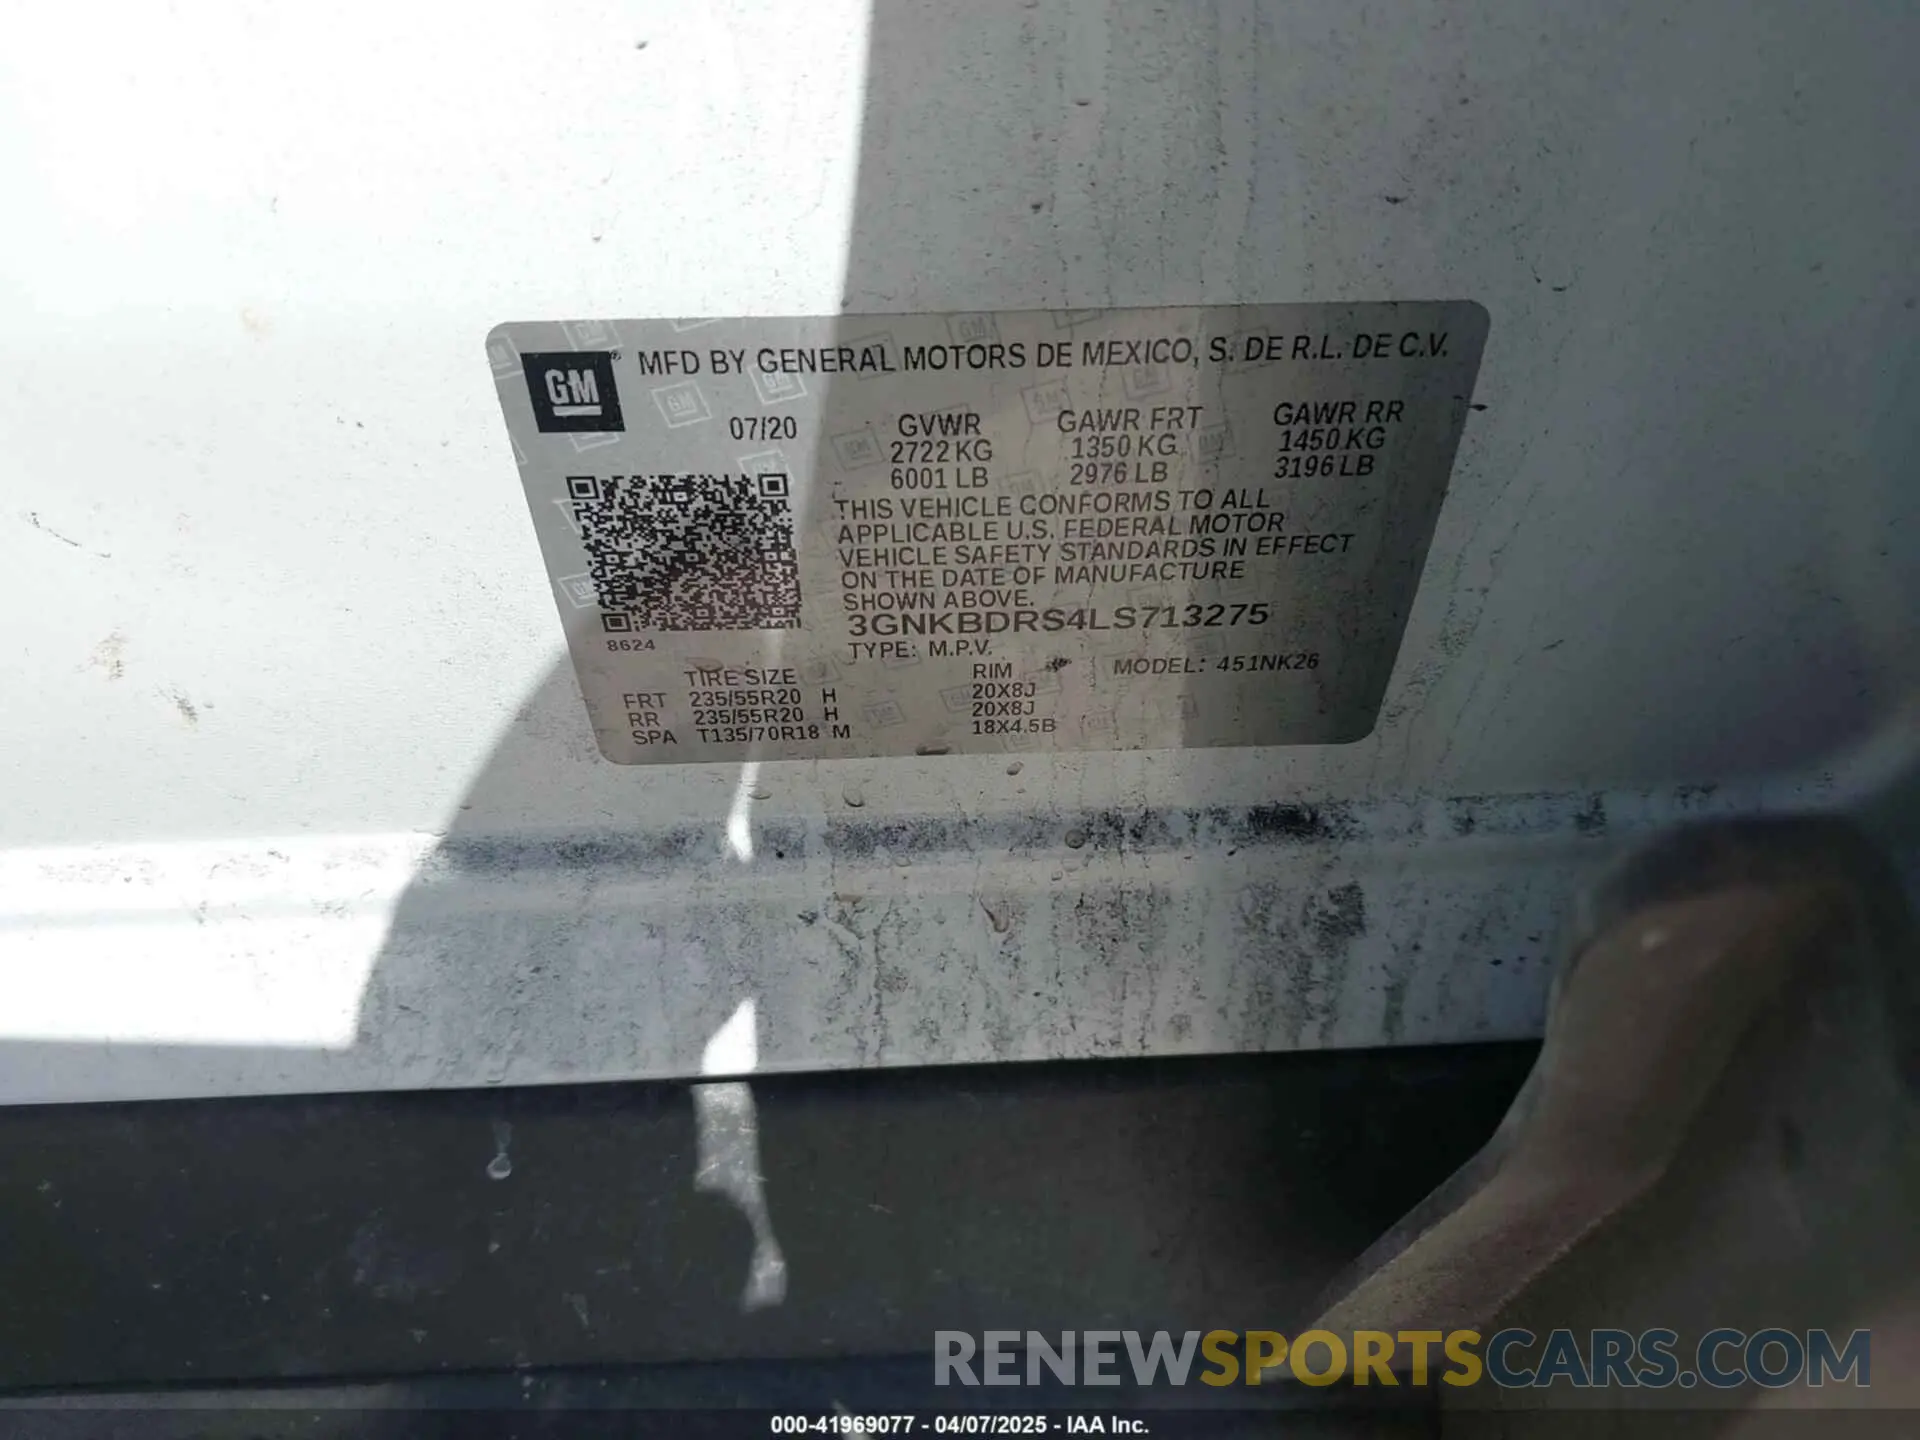 GM® MFD BY GENERAL MOTORS DE MEXICO, S. DE R.L. DE C.V.
07/20 GVWR GAWR FRT GAWR RR
2722 KG 1350 KG 1450 KG
6001 LB 2976 LB 3196 LB
THIS VEHICLE CONFORMS TO ALL
APPLICABLE U.S. FEDERAL MOTOR
VEHICLE SAFETY STANDARDS IN EFFECT
ON THE DATE OF MANUFACTURE
SHOWN ABOVE.
3GNKBDRS4LS713275
8624 TYPE: M.P.V.
TIRE SIZE RIM MODEL: 451NK26
FRT 235/55R20 H 20X8J
RR 235/55R20 H 20X8J
SPA T135/70R18 M 18X4.5B
RENEWSPORTSCARS.COM
000-41969077 - 04/07/2025 - IAA Inc.